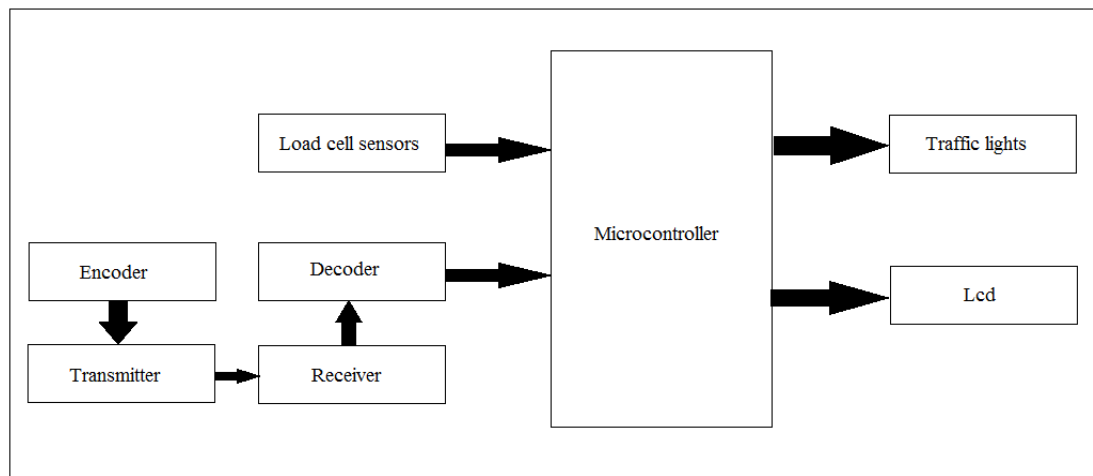 Load cell sensors
Traffic lights
Microcontroller
Encoder
Decoder
Lcd
Transmitter
Receiver